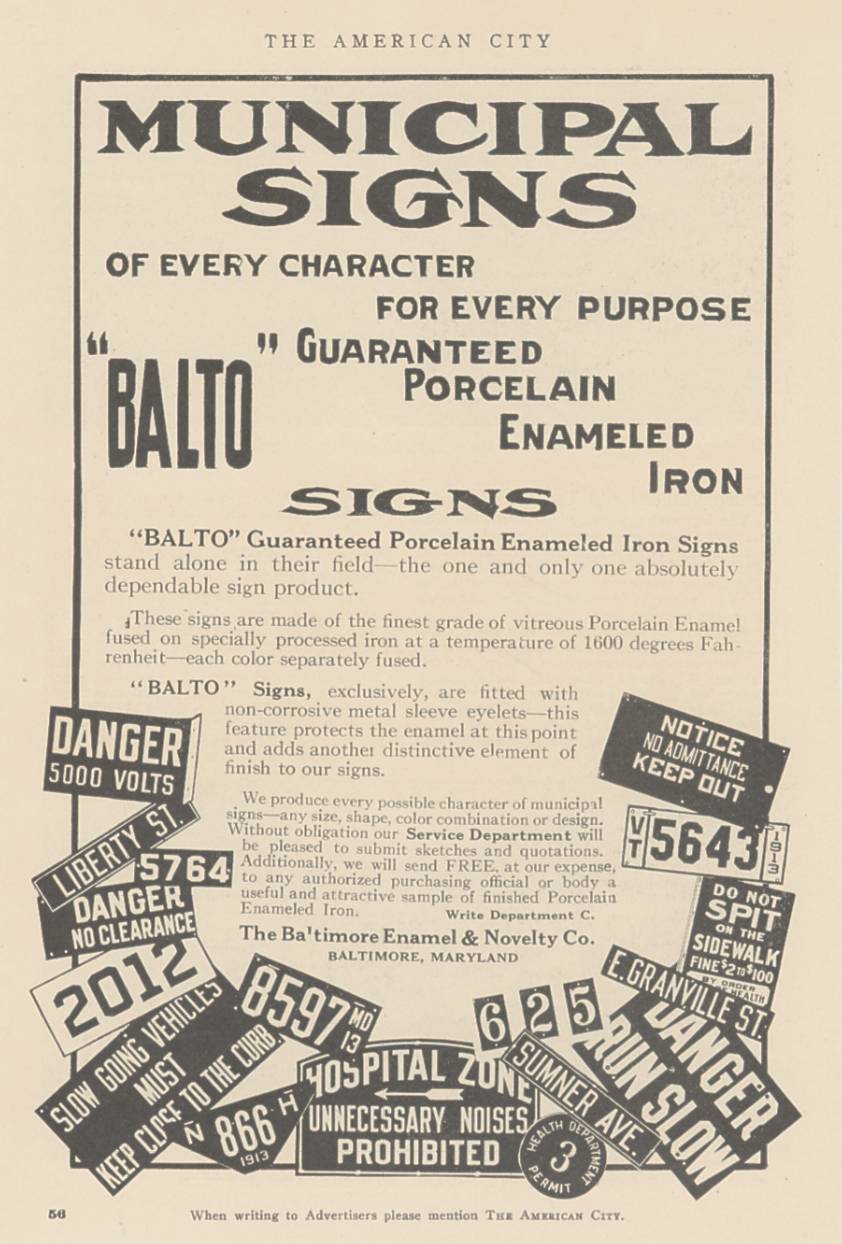 THE AMERICAN CITY
MUNICIPAL
SIGNS
OF EVERY CHARACTER
FOR EVERY PURPOSE
"BALTO" GUARANTEED
PORCELAIN
ENAMELED
IRON
SIGNS
"BALTO" Guaranteed Porcelain Enameled Iron Signs
stand alone in their field—the one and only one absolutely
dependable sign product.
These signs are made of the finest grade of vitreous Porcelain Enamel
fused on specially processed iron at a temperature of 1600 degrees Fah-
renheit—each color separately fused.
"BALTO" Signs, exclusively, are fitted with
non-corrosive metal sleeve eyelets—this
feature protects the enamel at this point
and adds another distinctive element of
finish to our signs.
We produce every possible character of municipal
signs—any size, shape, color combination or design.
Without obligation our Service Department will
be pleased to submit sketches and quotations.
Additionally, we will send FREE, at our expense,
to any authorized purchasing official or body a
useful and attractive sample of finished Porcelain
Enameled Iron. Write Department C.
The Ba'timore Enamel & Novelty Co.
BALTIMORE, MARYLAND
DANGER
5000 VOLTS
LIBERTY ST.
5764
DANGER
NO CLEARANCE
2012
SLOW GOING VEHICLES
MUST
KEEP CLOSE TO THE CURB
8597 MD
13
N 866 H
1913
HOSPITAL ZONE
UNNECESSARY NOISES
PROHIBITED
NOTICE
NO ADMITTANCE
KEEP OUT
VT 5643 1913
DO NOT
SPIT
ON THE
SIDEWALK
FINE $2 TO $100
BY ORDER
HEALTH
E. GRANVILLE ST.
625
DANGER
RUN SLOW
SUMNER AVE.
HEALTH DEPARTMENT
3
PERMIT
56
When writing to Advertisers please mention THE AMERICAN CITY.